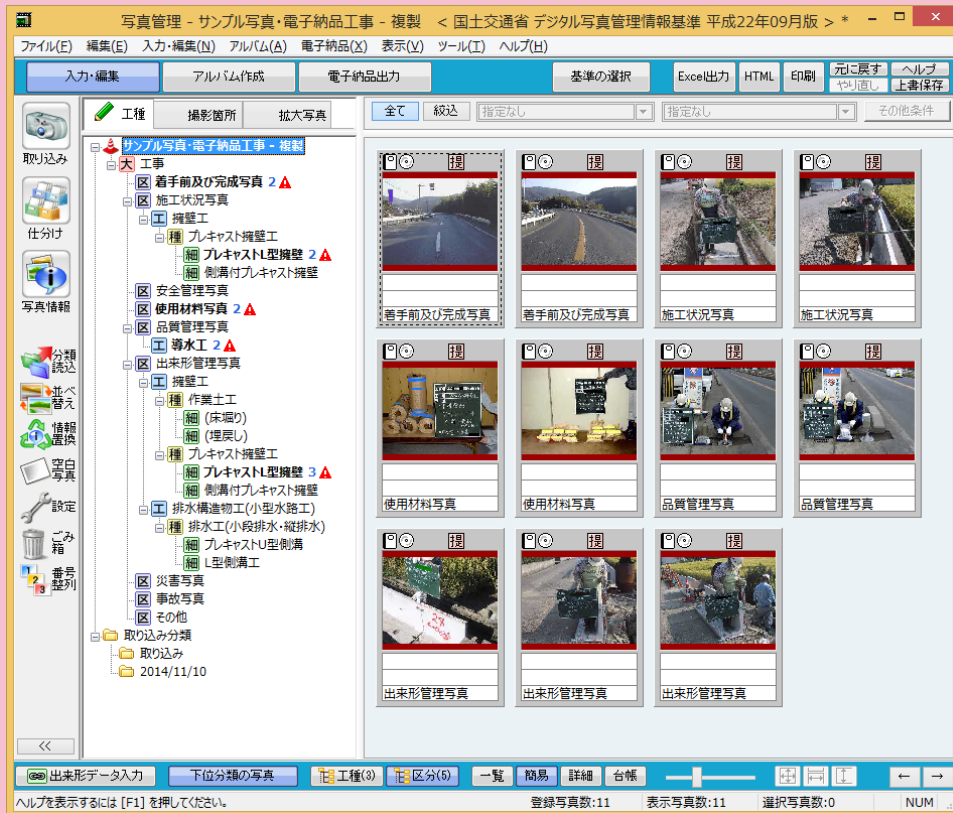 写真管理 - サンプル写真・電子納品工事 - 複製 < 国土交通省 デジタル写真管理情報基準 平成22年09月版 > *
ファイル(F) 編集(E) 入力・編集(N) アルバム(A) 電子納品(X) 表示(V) ツール(T) ヘルプ(H)
入力・編集 アルバム作成 電子納品出力 基準の選択 Excel出力 HTML 印刷 元に戻す やり直し ヘルプ 上書保存
取り込み
仕分け
写真情報
分類読込
並べ替え
情報置換
空白写真
設定
ごみ箱
番号整列
<<
工種 撮影箇所 拡大写真
サンプル写真・電子納品工事 - 複製
大 工事
区 着手前及び完成写真 2
区 施工状況写真
工 擁壁工
種 プレキャスト擁壁工
細 プレキャストL型擁壁 2
細 側溝付プレキャスト擁壁
区 安全管理写真
区 使用材料写真 2
区 品質管理写真
工 導水工 2
区 出来形管理写真
工 擁壁工
種 作業土工
細 (床堀り)
細 (埋戻し)
種 プレキャスト擁壁工
細 プレキャストL型擁壁 3
細 側溝付プレキャスト擁壁
工 排水構造物工(小型水路工)
種 排水工(小段排水・縦排水)
細 プレキャストU型側溝
細 L型側溝工
区 災害写真
区 事故写真
区 その他
取り込み分類
取り込み
2014/11/10
全て 絞込 指定なし 指定なし その他条件
提 提 提 提
着手前及び完成写真 着手前及び完成写真 施工状況写真 施工状況写真
提 提 提 提
使用材料写真 使用材料写真 品質管理写真 品質管理写真
提 提 提
出来形管理写真 出来形管理写真 出来形管理写真
出来形データ入力 下位分類の写真 工種(3) 区分(5) 一覧 簡易 詳細 台帳 ← →
ヘルプを表示するには [F1] を押してください。 登録写真数:11 表示写真数:11 選択写真数:0 NUM